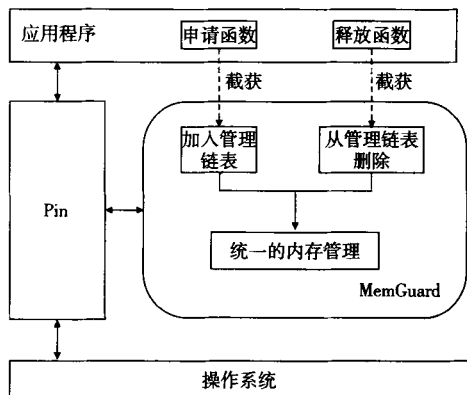 应用程序
申请函数
释放函数
截获
截获
加入管理
链表
从管理链表
删除
Pin
统一的内存管理
MemGuard
操作系统